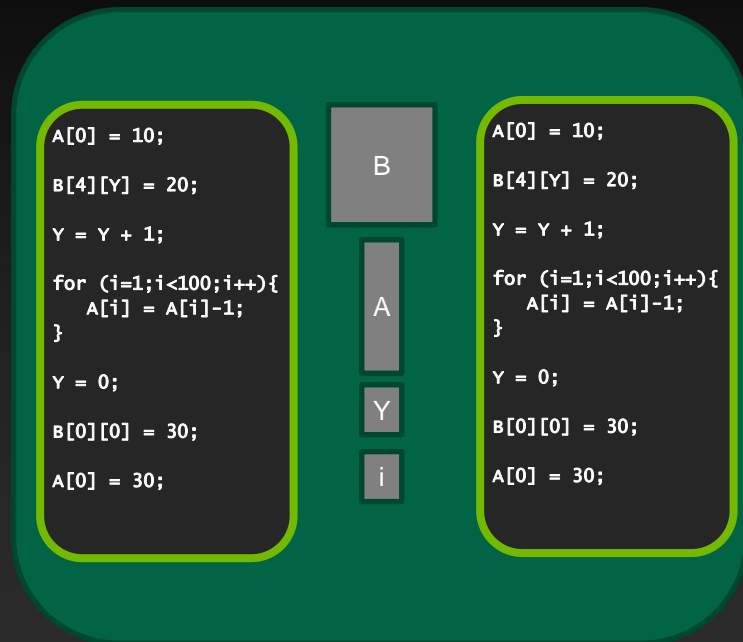 A[0] = 10;
B[4][Y] = 20;
Y = Y + 1;
for (i=1;i<100;i++){
A[i] = A[i]-1;
}
Y = 0;
B[0][0] = 30;
A[0] = 30;
B
A
Y
i
A[0] = 10;
B[4][Y] = 20;
Y = Y + 1;
for (i=1;i<100;i++){
A[i] = A[i]-1;
}
Y = 0;
B[0][0] = 30;
A[0] = 30;